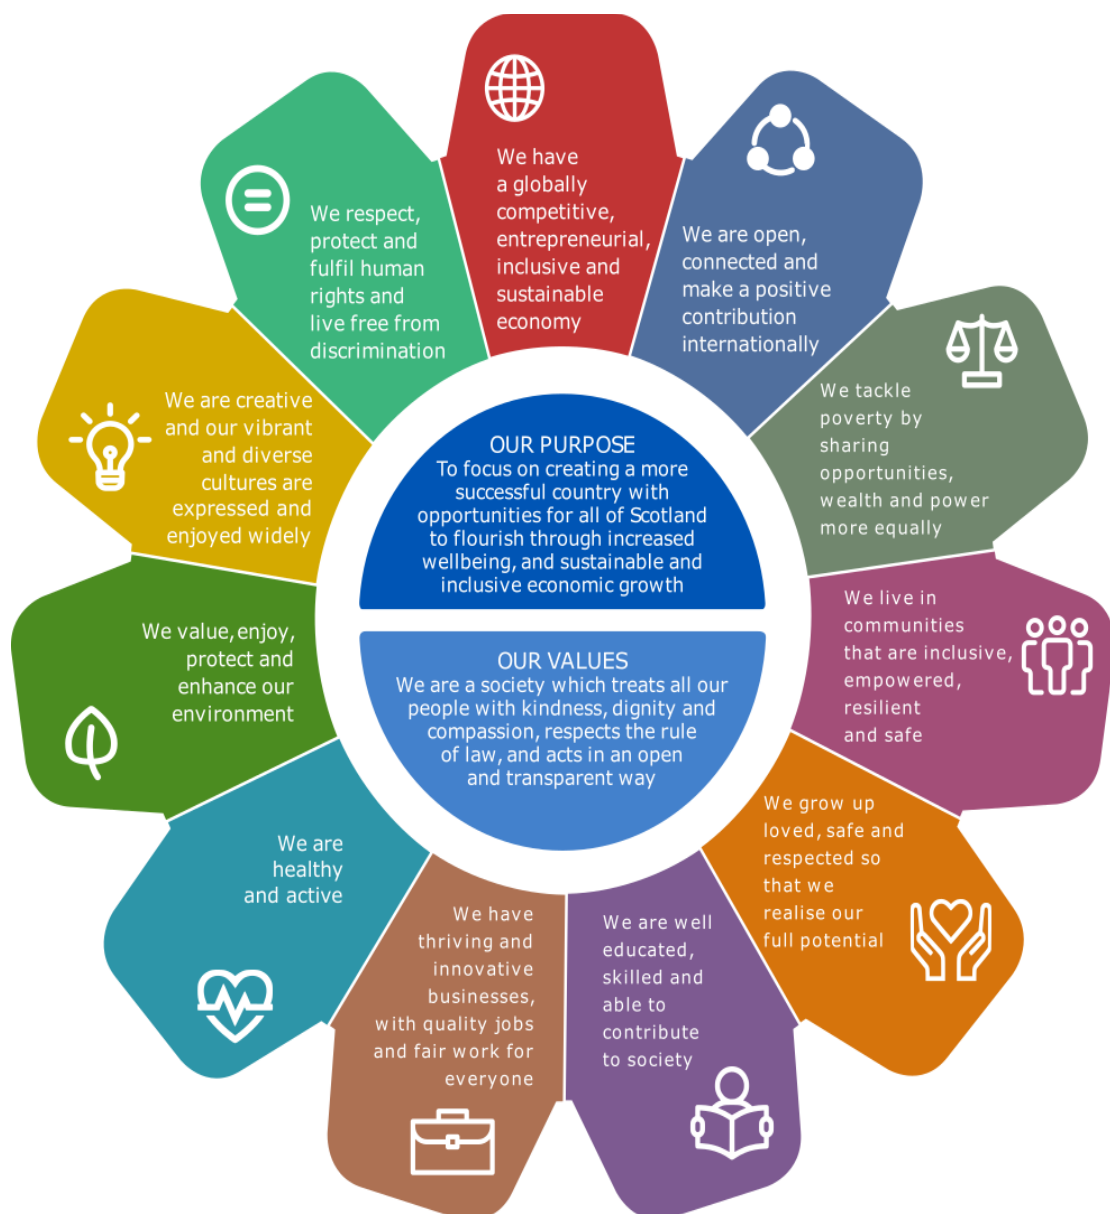 We have
a globally
competitive,
entrepreneurial,
inclusive and
sustainable
economy
We are open,
connected and
make a positive
contribution
internationally
We tackle
poverty by
sharing
opportunities,
wealth and power
more equally
We live in
communities
that are inclusive,
empowered,
resilient
and safe
We grow up
loved, safe and
respected so
that we
realise our
full potential
We are well
educated,
skilled and
able to
contribute
to society
We have
thriving and
innovative
businesses,
with quality jobs
and fair work for
everyone
We are
healthy
and active
We value, enjoy,
protect and
enhance our
environment
We are creative
and our vibrant
and diverse
cultures are
expressed and
enjoyed widely
We respect,
protect and
fulfil human
rights and
live free from
discrimination
OUR PURPOSE
To focus on creating a more
successful country with
opportunities for all of Scotland
to flourish through increased
wellbeing, and sustainable and
inclusive economic growth
OUR VALUES
We are a society which treats all our
people with kindness, dignity and
compassion, respects the rule
of law, and acts in an open
and transparent way